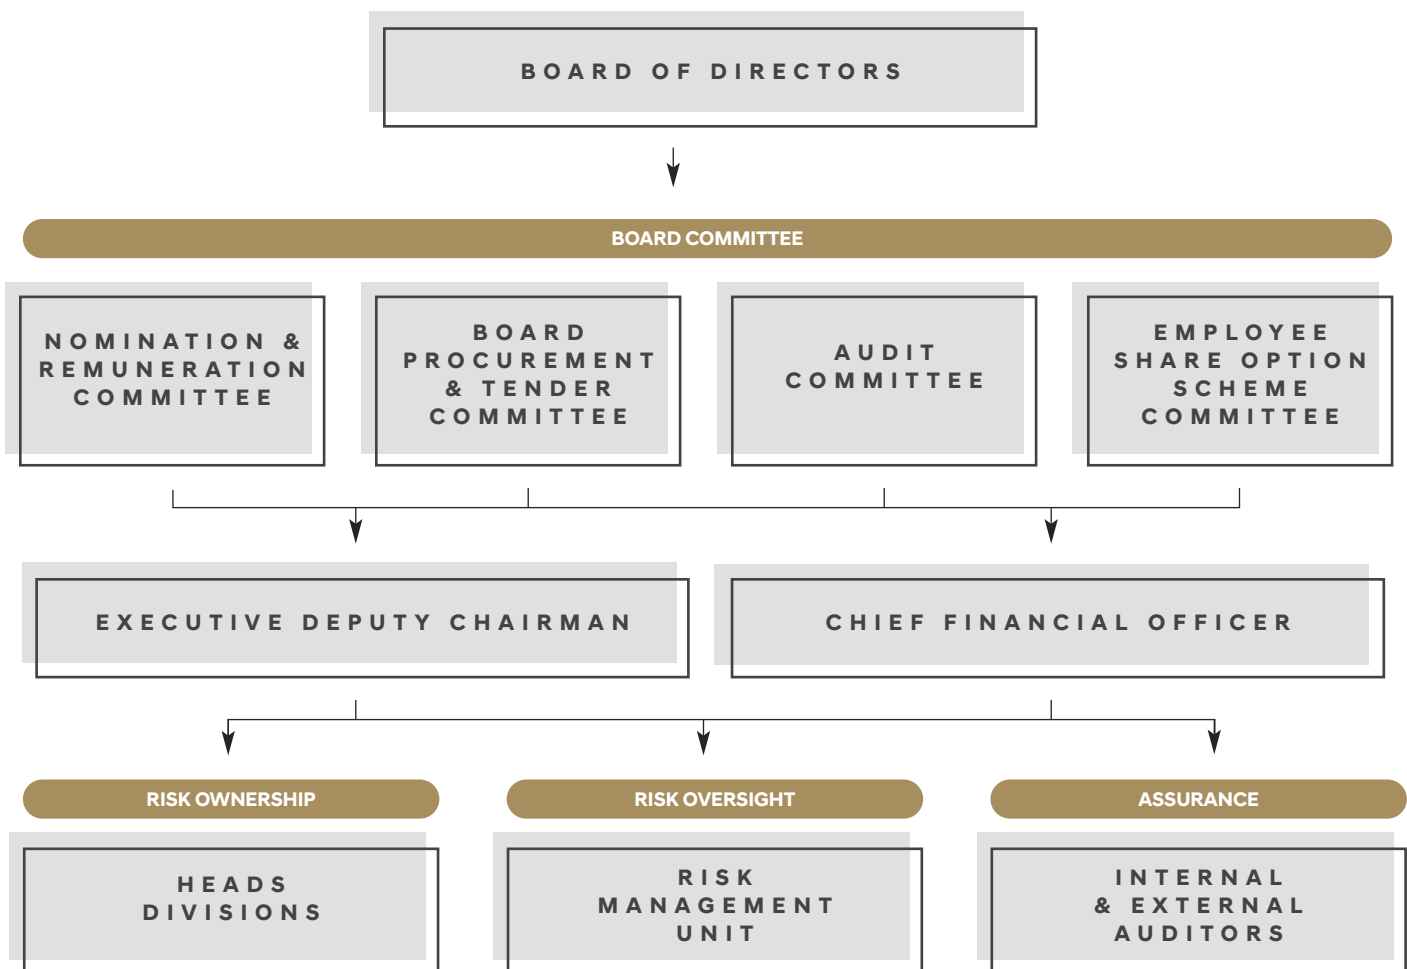 BOARD OF DIRECTORS
BOARD COMMITTEE
NOMINATION &
REMUNERATION
COMMITTEE
BOARD
PROCUREMENT
& TENDER
COMMITTEE
AUDIT
COMMITTEE
EMPLOYEE
SHARE OPTION
SCHEME
COMMITTEE
EXECUTIVE DEPUTY CHAIRMAN
CHIEF FINANCIAL OFFICER
RISK OWNERSHIP
HEADS
DIVISIONS
RISK OVERSIGHT
RISK
MANAGEMENT
UNIT
ASSURANCE
INTERNAL
& EXTERNAL
AUDITORS